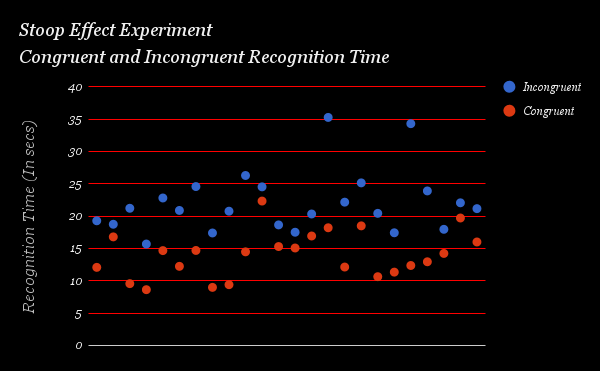 Stoop Effect Experiment
Congruent and Incongruent Recognition Time
Recognition Time (In secs)
40
35
30
25
20
15
10
5
0
Incongruent
Congruent